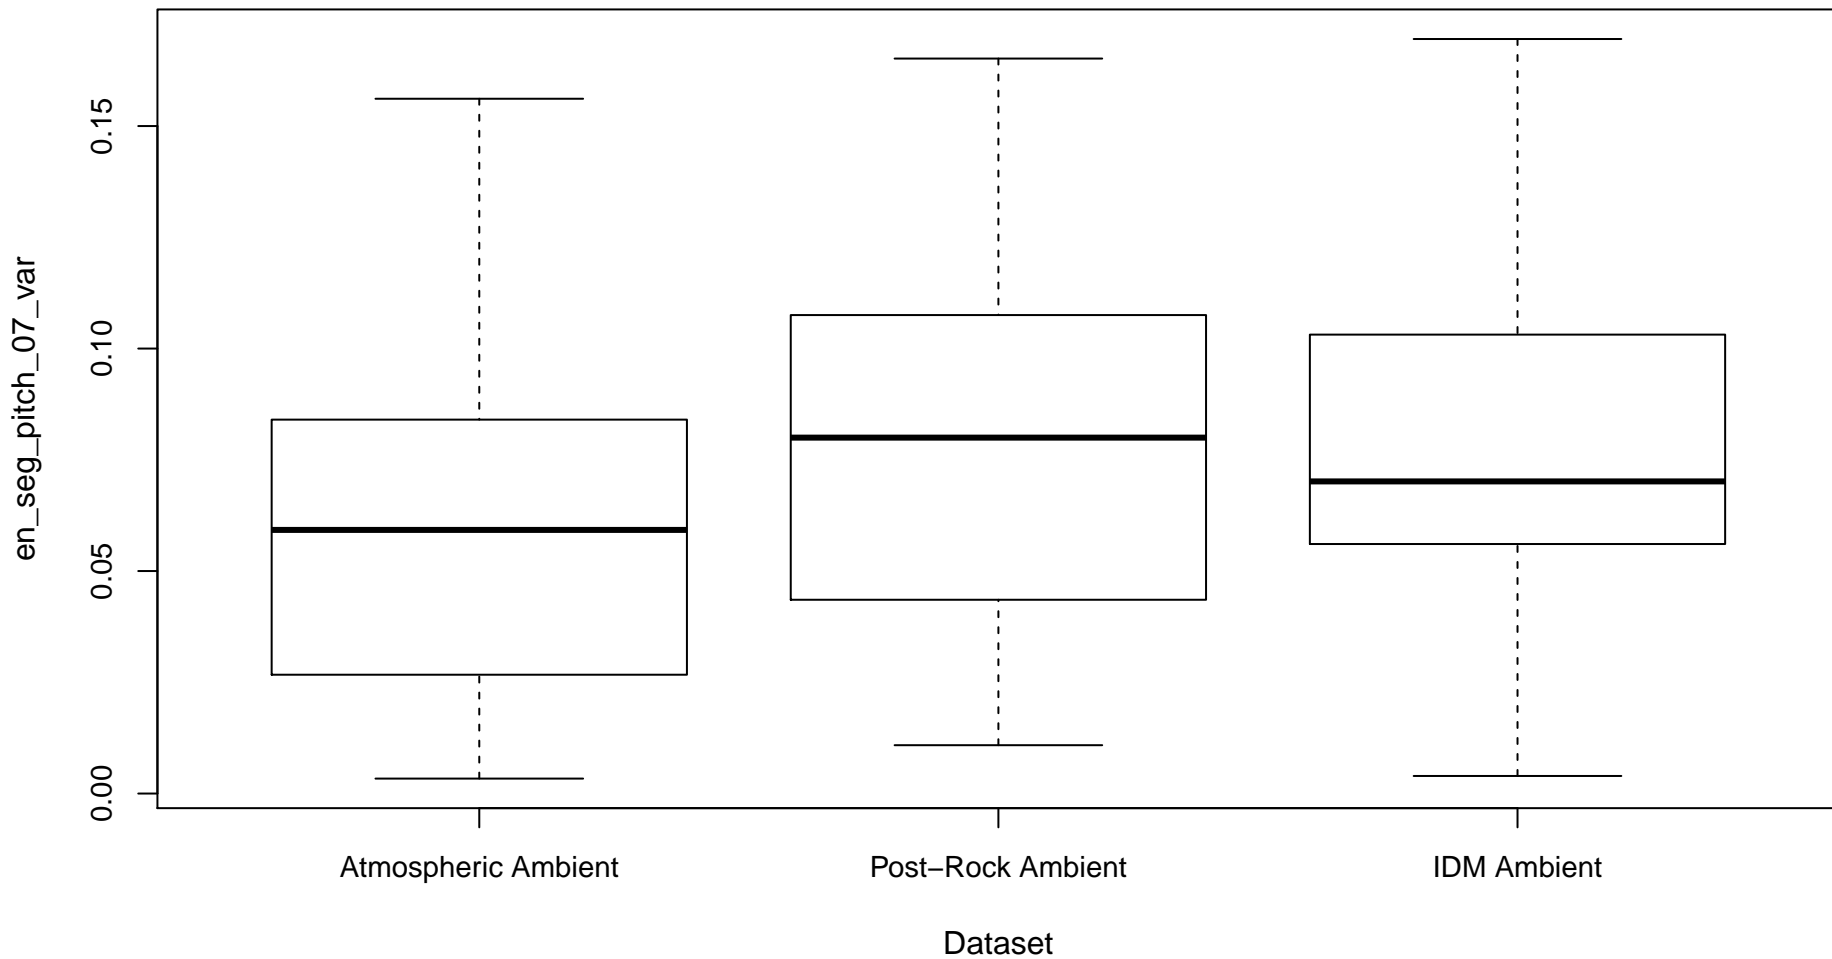 en_seg_pitch_07_var
0.15
0.10
0.05
0.00
Atmospheric Ambient
Post−Rock Ambient
IDM Ambient
Dataset